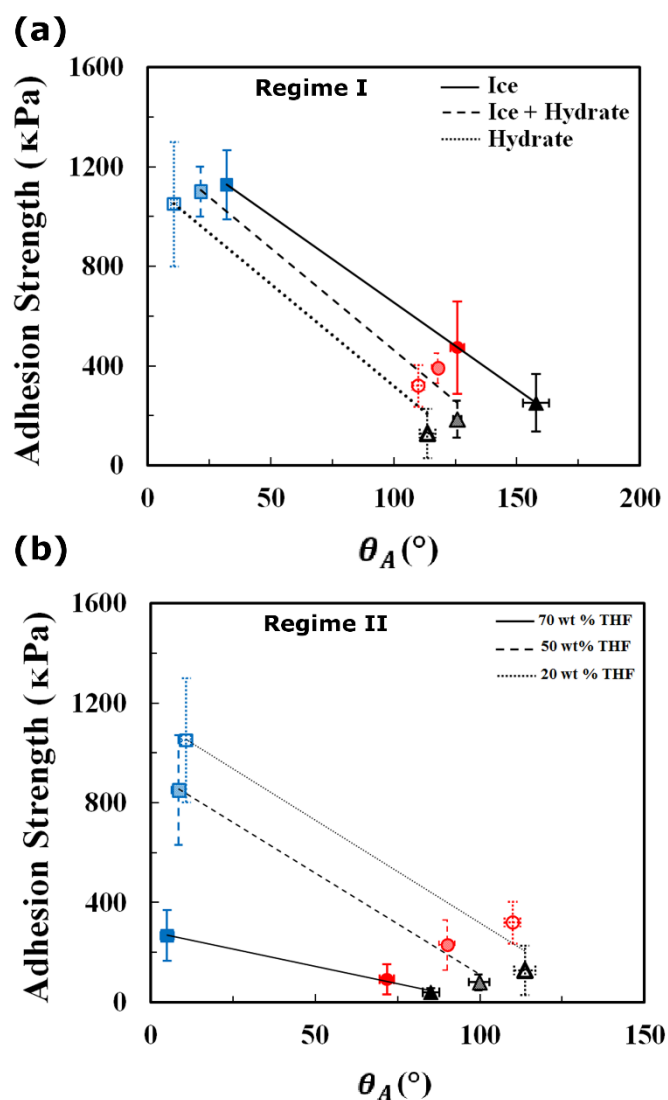 (a)
1600
Regime I
Ice
Ice + Hydrate
Hydrate
1200
800
400
0
Adhesion Strength (κPa)
0 50 100 150 200
θA(°)
(b)
1600
Regime II
70 wt % THF
50 wt% THF
20 wt % THF
1200
800
400
0
Adhesion Strength (κPa)
0 50 100 150
θA(°)